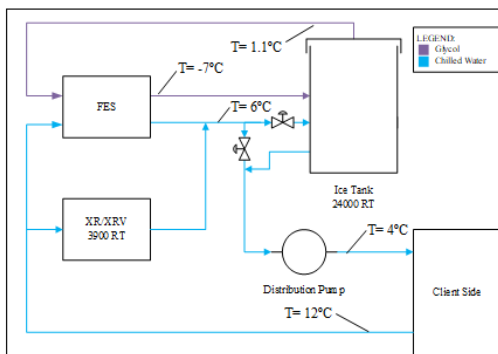 T= 1.1°C
LEGEND:
Glycol
Chilled Water
T= -7°C
FES
T= 6°C
Ice Tank
24000 RT
XR/XRV
3900 RT
T= 4°C
Distribution Pump
Client Side
T= 12°C